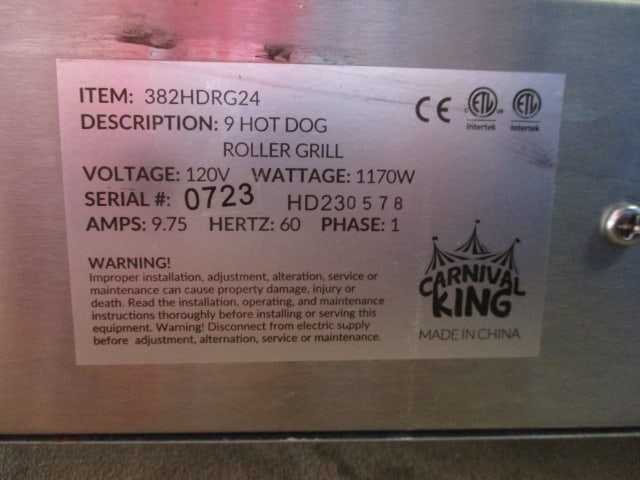 ITEM: 382HDRG24
DESCRIPTION: 9 HOT DOG
ROLLER GRILL
VOLTAGE: 120V WATTAGE: 1170W
SERIAL #: 0723 HD230578
AMPS: 9.75 HERTZ: 60 PHASE: 1
CE
ETL
Intertek
ETL
Intertek
WARNING!
Improper installation, adjustment, alteration, service or
maintenance can cause property damage, injury or
death. Read the installation, operating, and maintenance
instructions thoroughly before installing or serving this
equipment. Warning! Disconnect from electric supply
before adjustment, alternation, service or maintenance.
CARNIVAL
KING
MADE IN CHINA